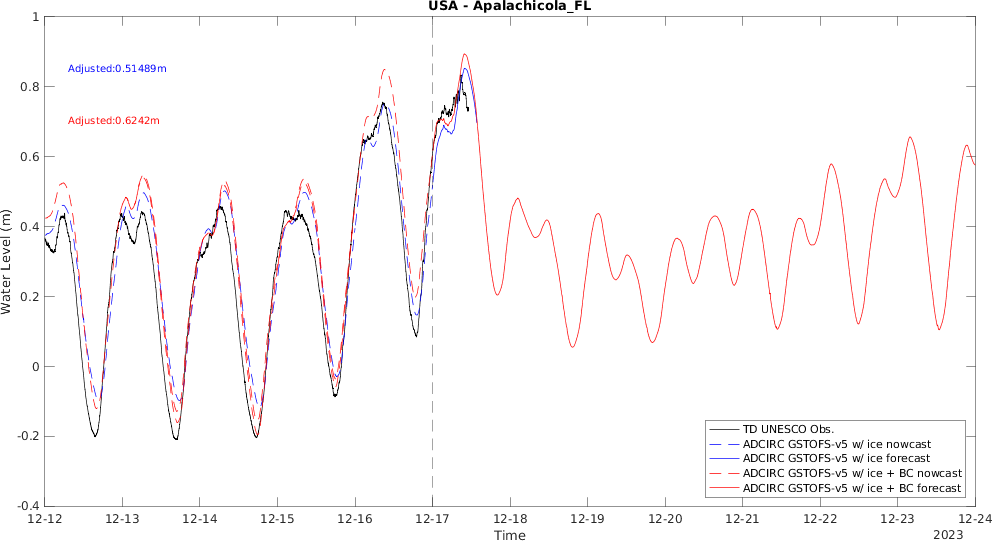 USA - Apalachicola_FL
1
0.8
0.6
0.4
0.2
0
-0.2
-0.4
Water Level (m)
Adjusted:0.51489m
Adjusted:0.6242m
TD UNESCO Obs.
ADCIRC GSTOFS-v5 w/ ice nowcast
ADCIRC GSTOFS-v5 w/ ice forecast
ADCIRC GSTOFS-v5 w/ ice + BC nowcast
ADCIRC GSTOFS-v5 w/ ice + BC forecast
12-12 12-13 12-14 12-15 12-16 12-17 12-18 12-19 12-20 12-21 12-22 12-23 12-24
Time
2023